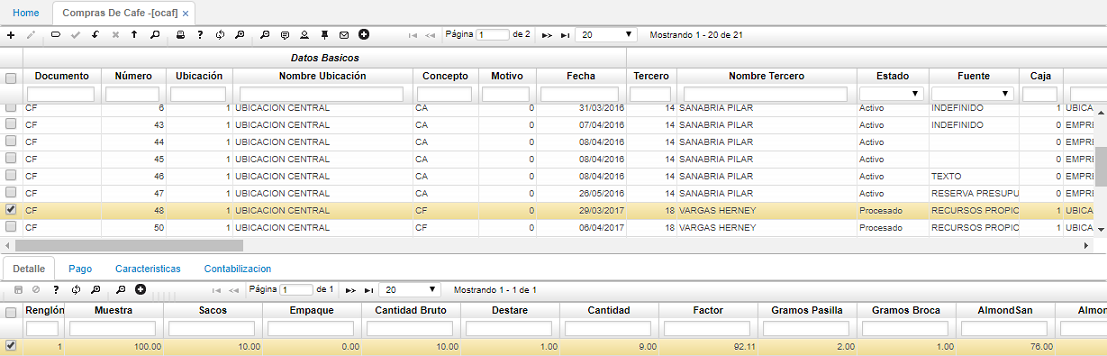 Home Compras De Cafe -[ocaf] ×
Página 1 de 2 20 Mostrando 1 - 20 de 21
Datos Basicos
Documento Número Ubicación Nombre Ubicación Concepto Motivo Fecha Tercero Nombre Tercero Estado Fuente Caja
CF 6 1 UBICACION CENTRAL CA 0 31/03/2016 14 SANABRIA PILAR Activo INDEFINIDO 1 UBICA
CF 43 1 UBICACION CENTRAL CA 0 07/04/2016 14 SANABRIA PILAR Activo INDEFINIDO 0 EMPRE
CF 44 1 UBICACION CENTRAL CA 0 08/04/2016 14 SANABRIA PILAR Activo 0 EMPRE
CF 45 1 UBICACION CENTRAL CA 0 08/04/2016 14 SANABRIA PILAR Activo 0 EMPRE
CF 46 1 UBICACION CENTRAL CA 0 08/04/2016 14 SANABRIA PILAR Activo TEXTO 0 EMPRE
CF 47 1 UBICACION CENTRAL CA 0 26/05/2016 14 SANABRIA PILAR Activo RESERVA PRESUPU 0 EMPRE
CF 48 1 UBICACION CENTRAL CF 0 29/03/2017 18 VARGAS HERNEY Procesado RECURSOS PROPIO 1 UBICA
CF 50 1 UBICACION CENTRAL CF 0 06/04/2017 18 VARGAS HERNEY Procesado RECURSOS PROPIO 1 UBICA
Detalle Pago Caracteristicas Contabilizacion
Página 1 de 1 20 Mostrando 1 - 1 de 1
Renglón Muestra Sacos Empaque Cantidad Bruto Destare Cantidad Factor Gramos Pasilla Gramos Broca AlmondSan Almon
1 100.00 10.00 0.00 10.00 1.00 9.00 92.11 2.00 1.00 76.00